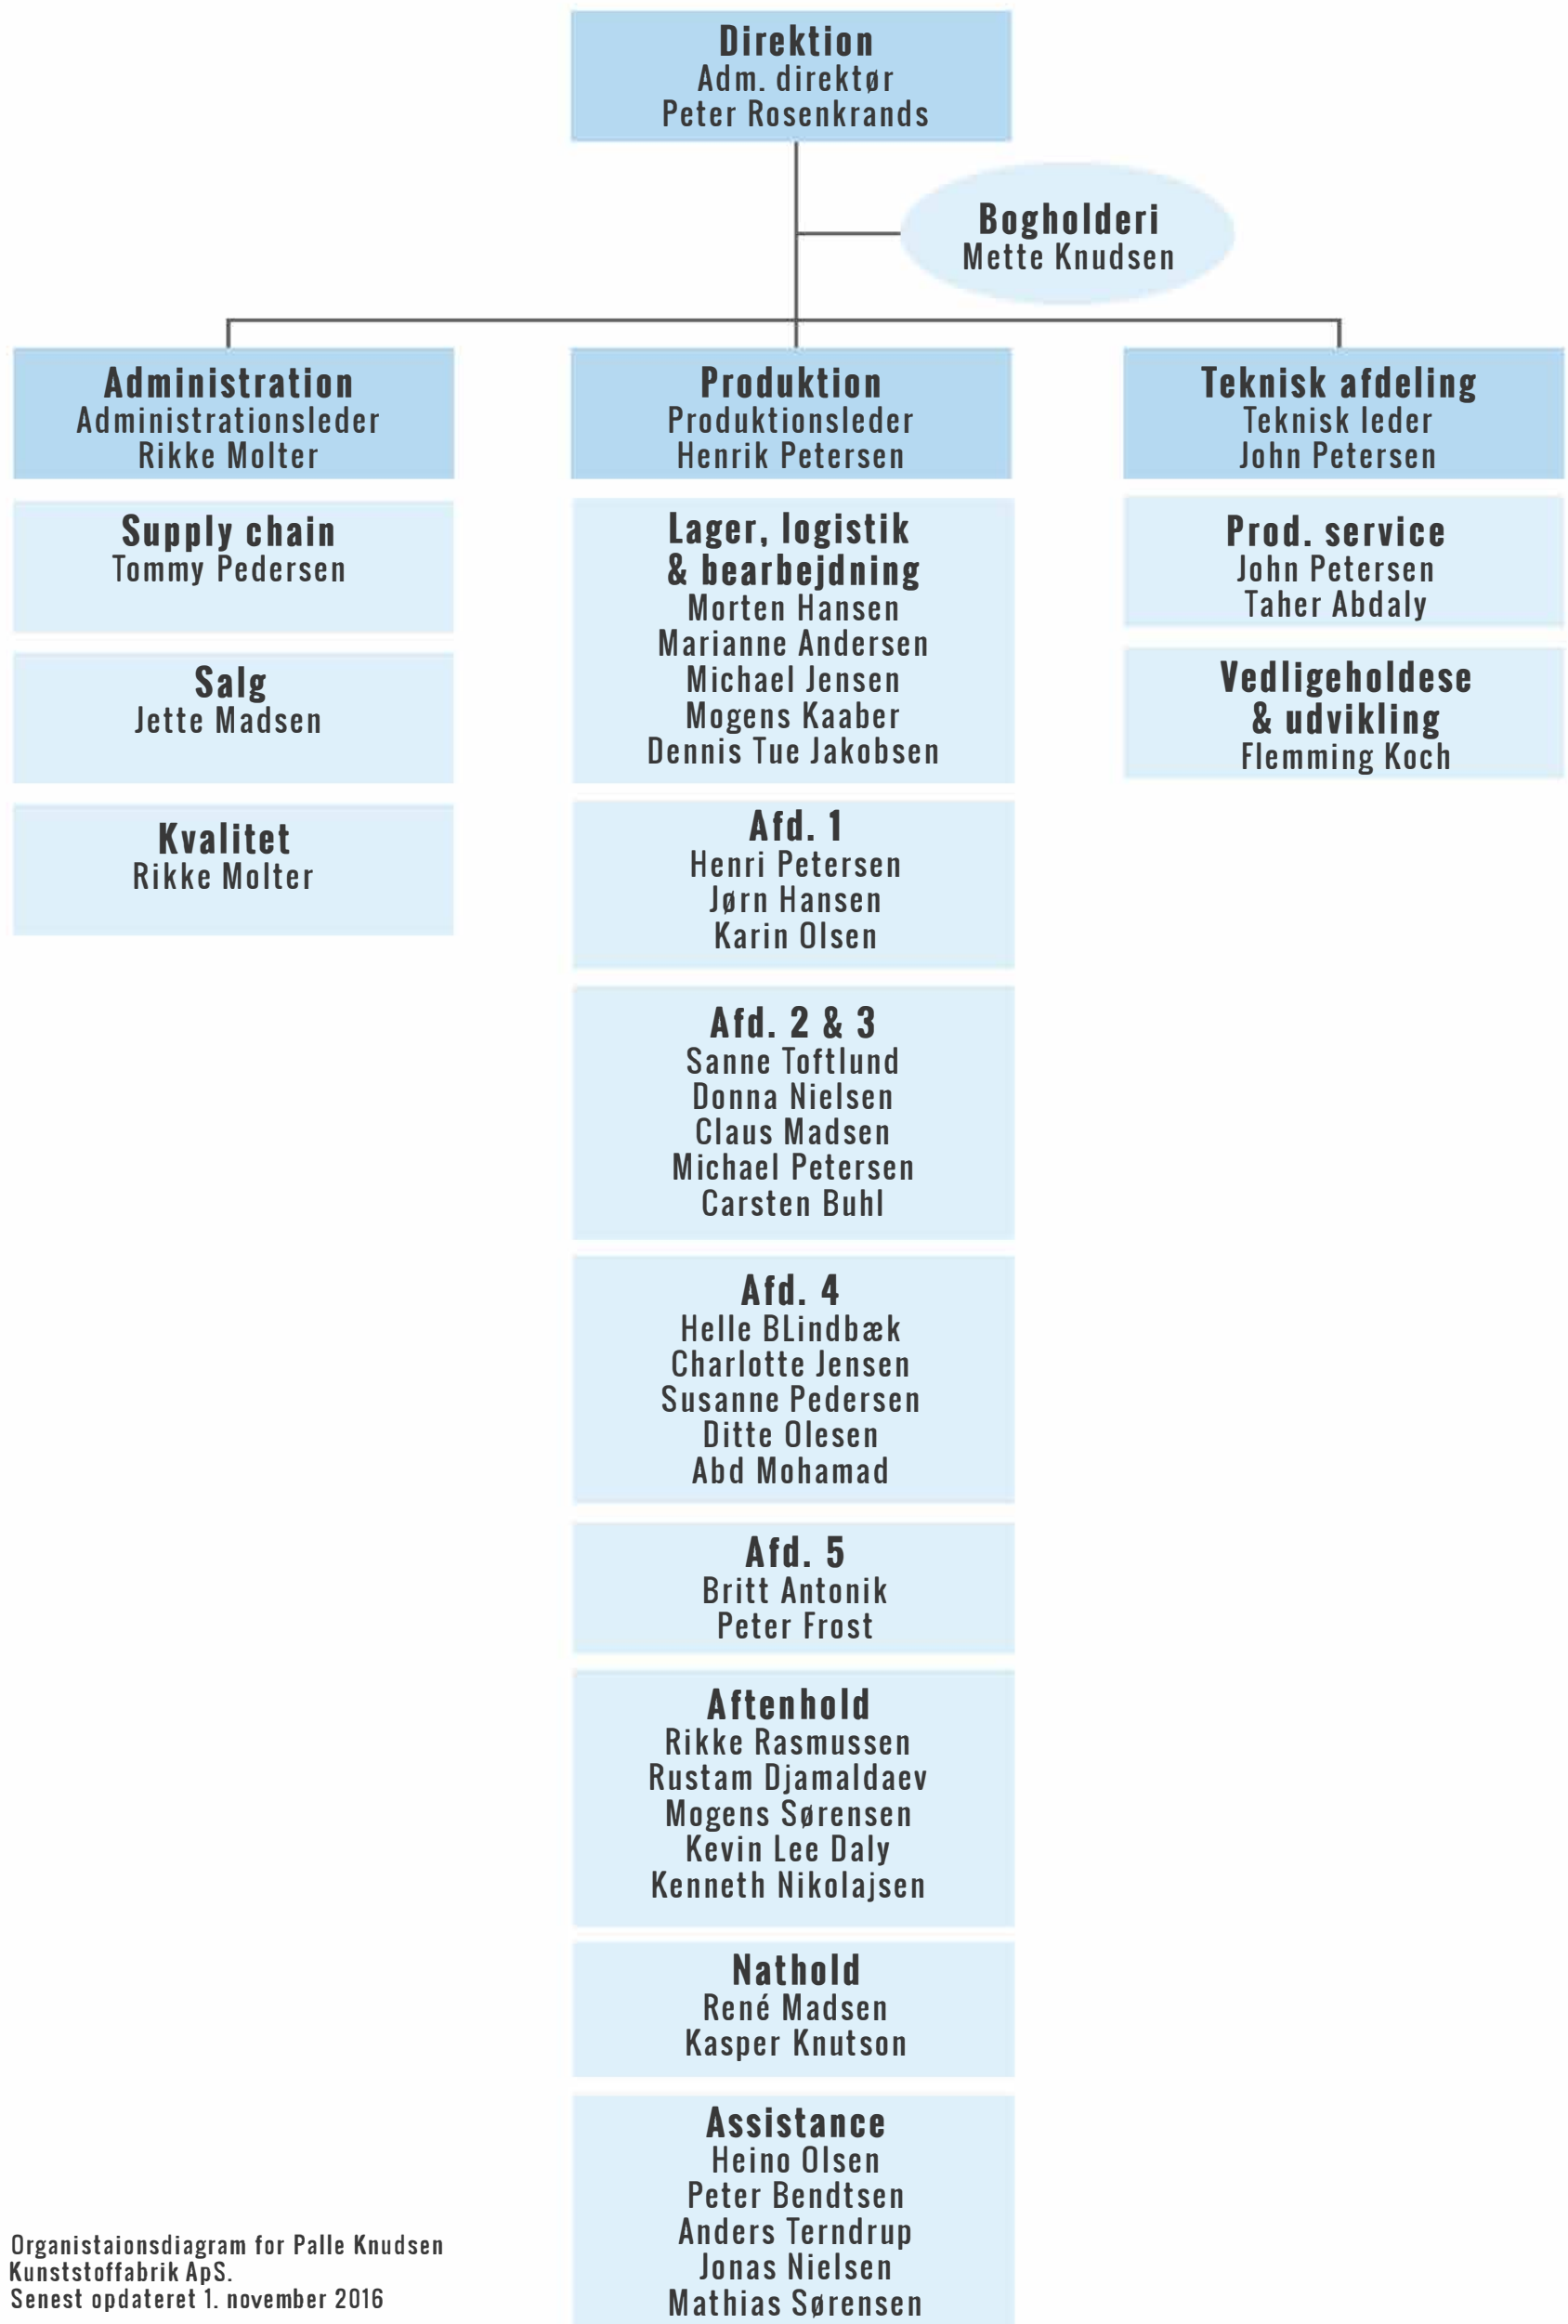 Direktion
Adm. direktør
Peter Rosenkrands
Bogholderi
Mette Knudsen
Administration
Administrationsleder
Rikke Molter
Supply chain
Tommy Pedersen
Salg
Jette Madsen
Kvalitet
Rikke Molter
Produktion
Produktionsleder
Henrik Petersen
Lager, logistik
& bearbejdning
Morten Hansen
Marianne Andersen
Michael Jensen
Mogens Kaaber
Dennis Tue Jakobsen
Afd. 1
Henri Petersen
Jørn Hansen
Karin Olsen
Afd. 2 & 3
Sanne Toftlund
Donna Nielsen
Claus Madsen
Michael Petersen
Carsten Buhl
Afd. 4
Helle BLindbæk
Charlotte Jensen
Susanne Pedersen
Ditte Olesen
Abd Mohamad
Afd. 5
Britt Antonik
Peter Frost
Aftenhold
Rikke Rasmussen
Rustam Djamaldaev
Mogens Sørensen
Kevin Lee Daly
Kenneth Nikolajsen
Nathold
René Madsen
Kasper Knutson
Assistance
Heino Olsen
Peter Bendtsen
Anders Terndrup
Jonas Nielsen
Mathias Sørensen
Teknisk afdeling
Teknisk leder
John Petersen
Prod. service
John Petersen
Taher Abdaly
Vedligeholdese
& udvikling
Flemming Koch
Organistaionsdiagram for Palle Knudsen
Kunststoffabrik ApS.
Senest opdateret 1. november 2016